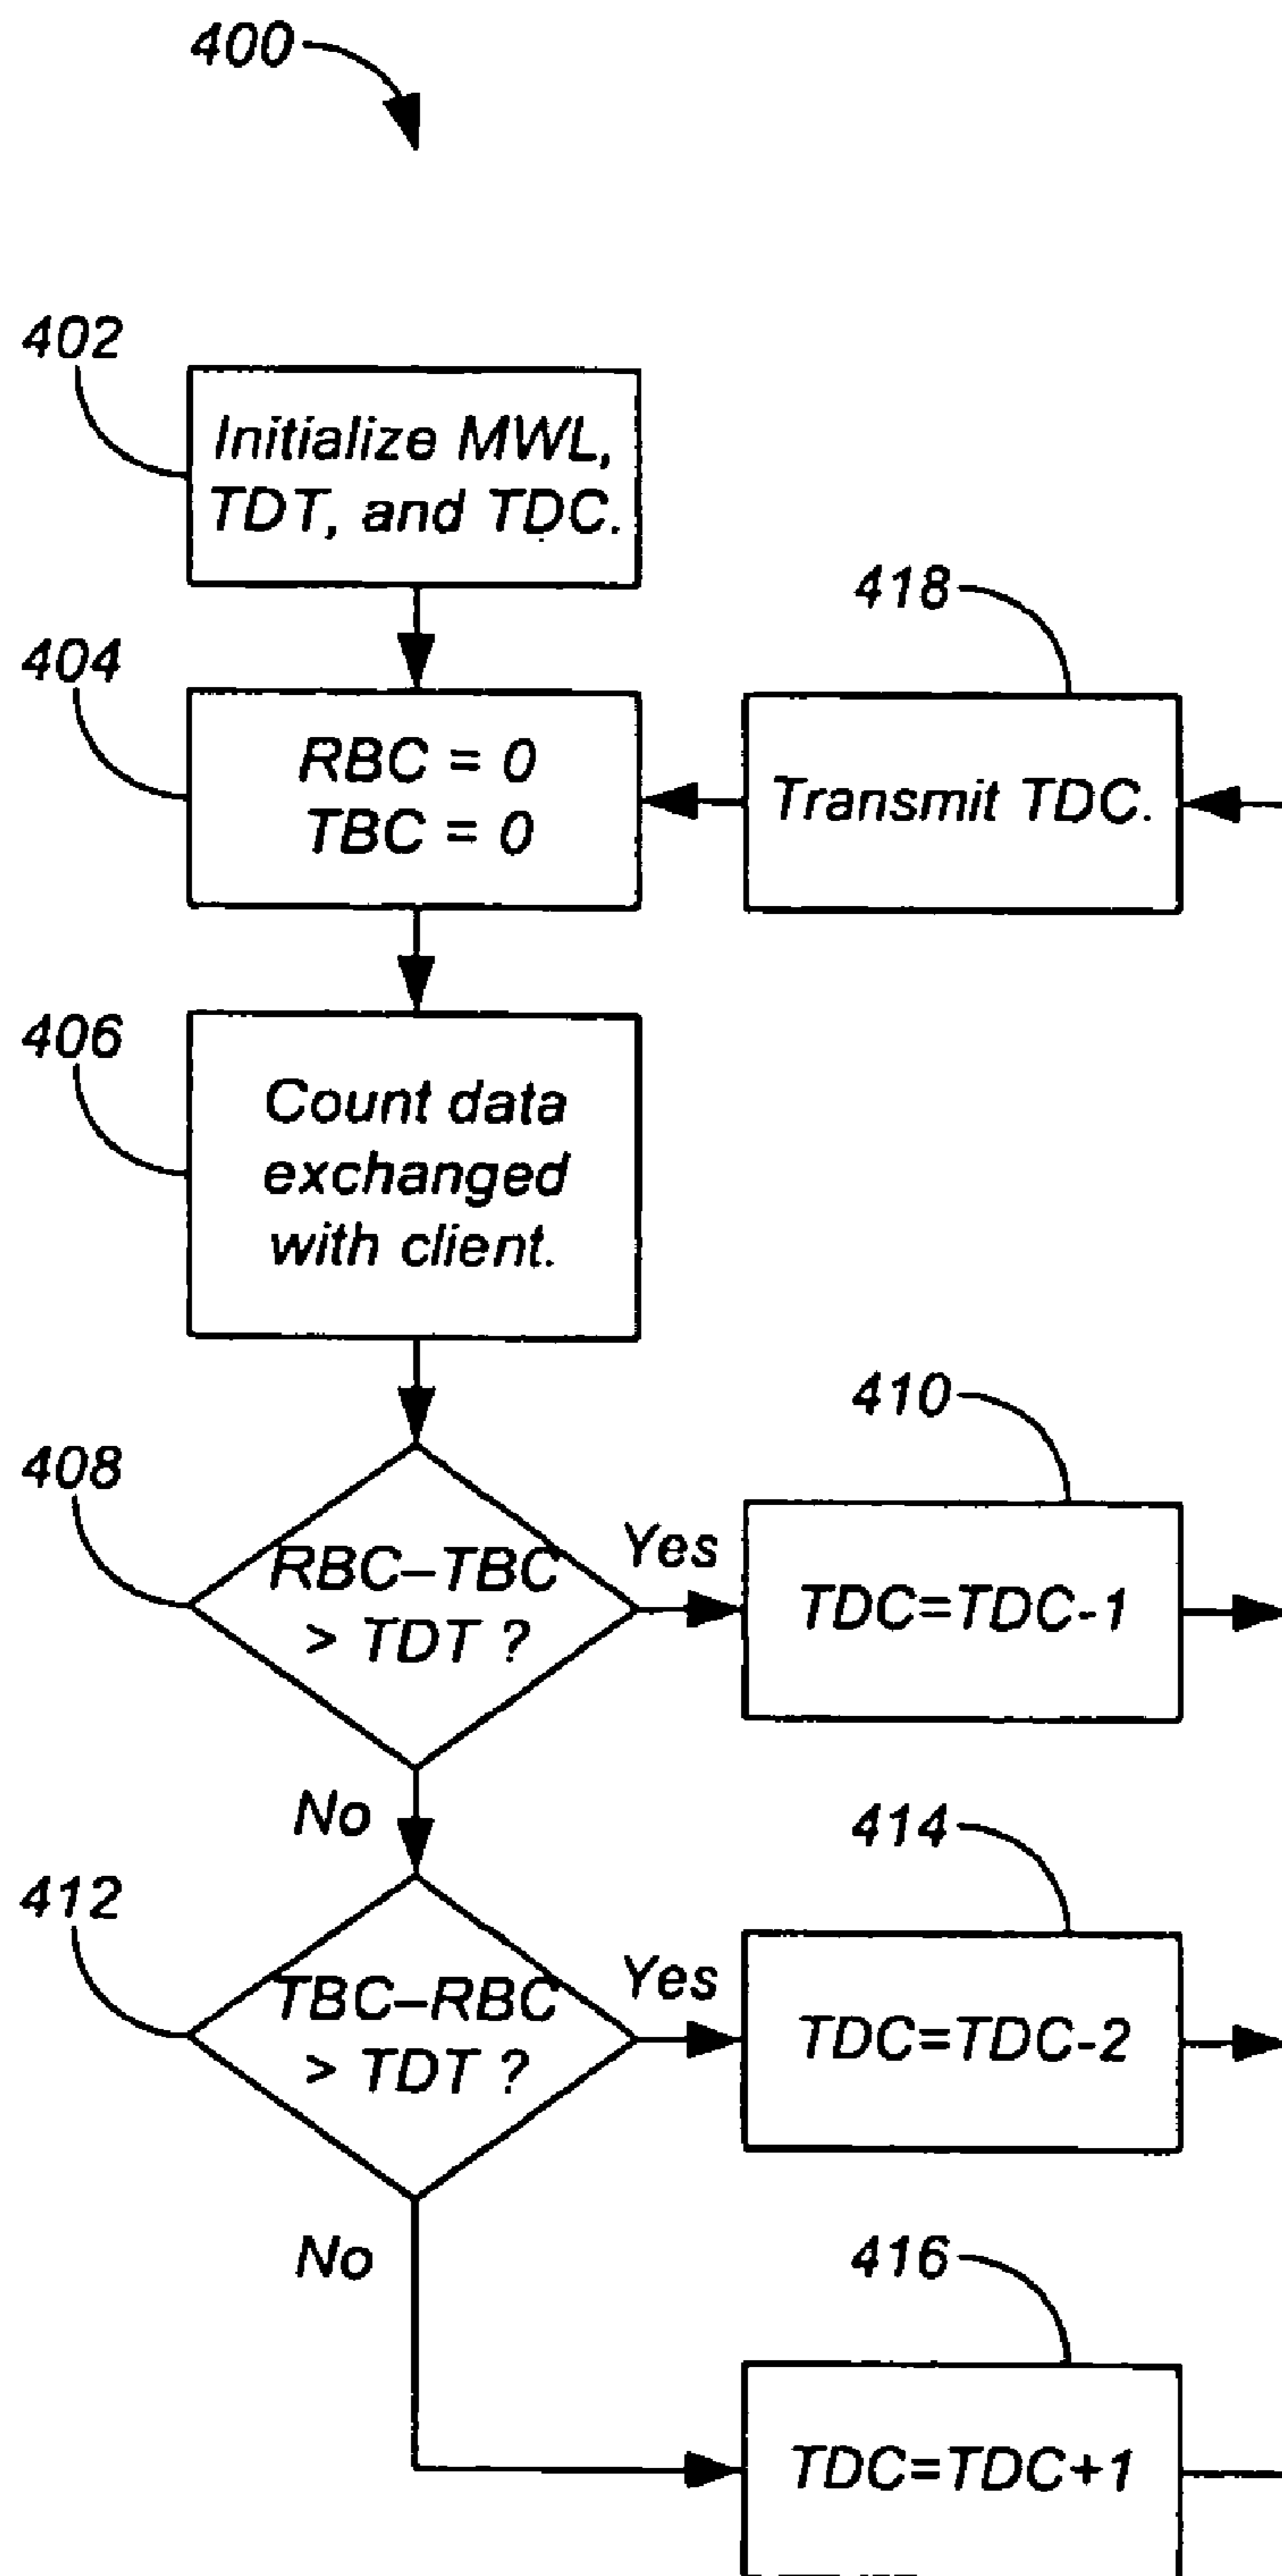 400
402
Initialize MWL,
TDT, and TDC.
418
404
RBC = 0
TBC = 0
Transmit TDC.
406
Count data
exchanged
with client.
410
408
RBC–TBC
> TDT ?
Yes
TDC=TDC-1
No
414
412
TBC–RBC
> TDT ?
Yes
TDC=TDC-2
No
416
TDC=TDC+1